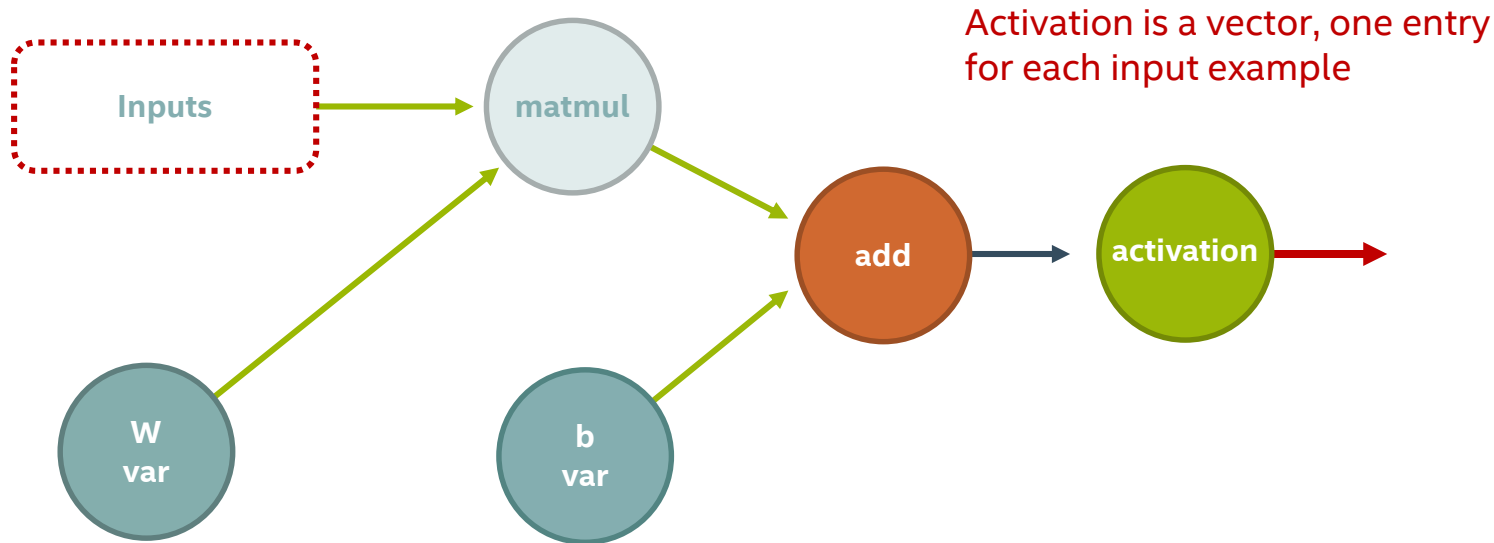 Activation is a vector, one entry
for each input example
Inputs
matmul
add
activation
W
var
b
var